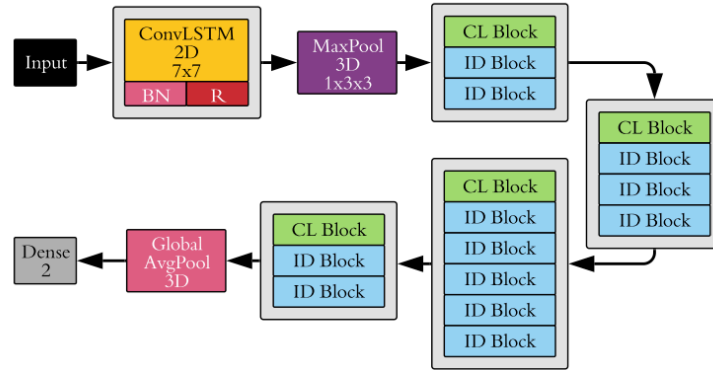 Input
ConvLSTM
2D
7x7
BN
R
MaxPool
3D
1x3x3
CL Block
ID Block
ID Block
CL Block
ID Block
ID Block
ID Block
CL Block
ID Block
ID Block
ID Block
ID Block
ID Block
CL Block
ID Block
ID Block
Global
AvgPool
3D
Dense
2